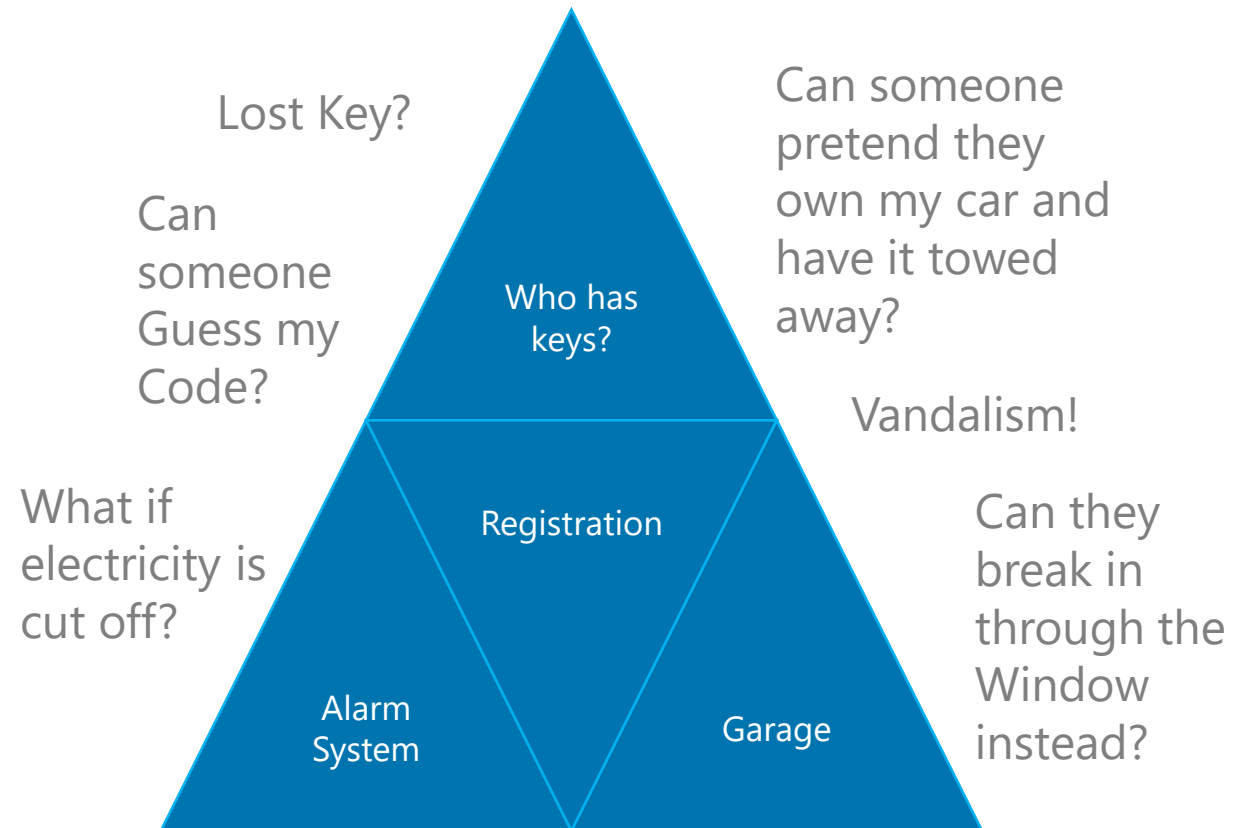 Lost Key?
Can someone
pretend they
own my car and
have it towed
away?
Can
someone
Guess my
Code?
Who has
keys?
Vandalism!
What if
electricity is
cut off?
Registration
Can they
break in
through the
Window
instead?
Alarm
System
Garage